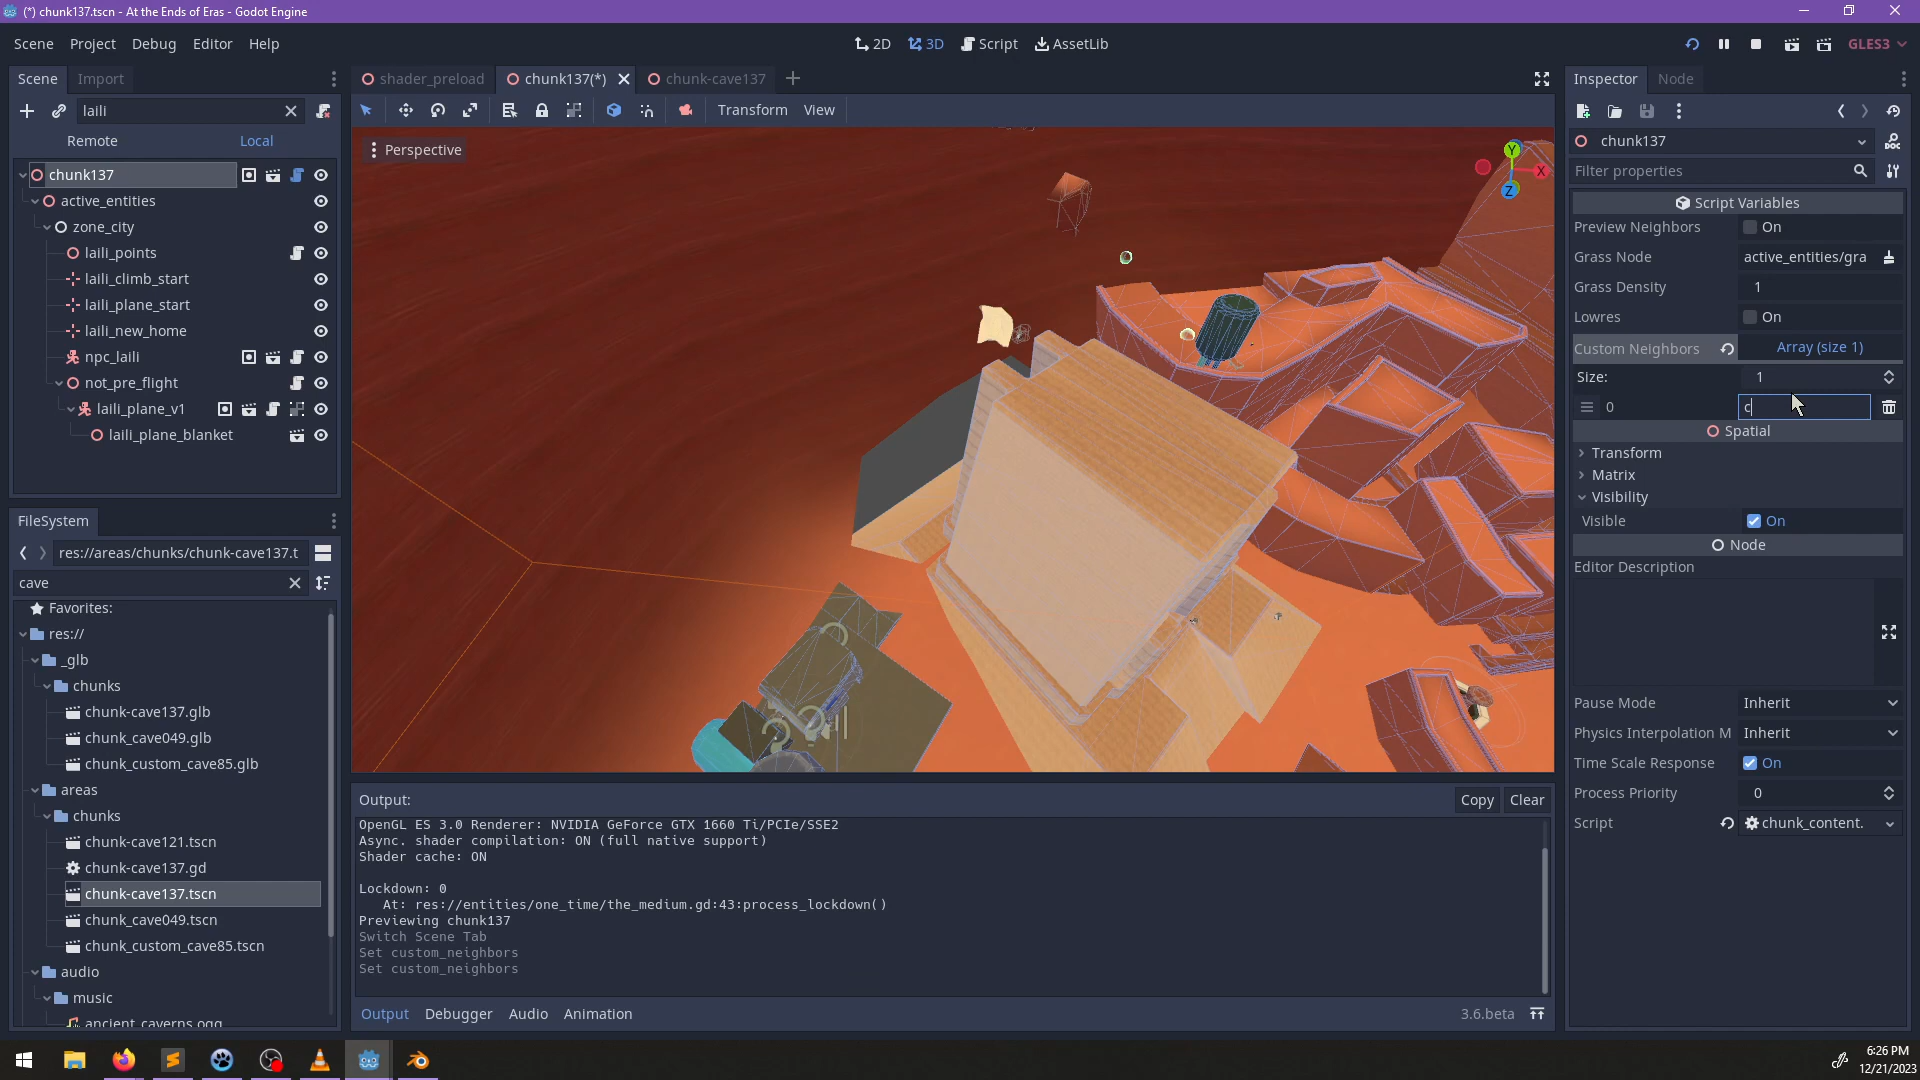 (*) chunk137.tscn - At the Ends of Eras - Godot Engine
Scene Project Debug Editor Help
2D 3D Script AssetLib
GLES3
Scene Import
laili
Remote Local
chunk137
active_entities
zone_city
laili_points
laili_climb_start
laili_plane_start
laili_new_home
npc_laili
not_pre_flight
laili_plane_v1
laili_plane_blanket
FileSystem
res://areas/chunks/chunk-cave137.t
cave
Favorites:
res://
_glb
chunks
chunk-cave137.glb
chunk_cave049.glb
chunk_custom_cave85.glb
areas
chunks
chunk-cave121.tscn
chunk-cave137.gd
chunk-cave137.tscn
chunk_cave049.tscn
chunk_custom_cave85.tscn
audio
music
ancient_caverns.ogg
shader_preload chunk137(*) chunk-cave137
Transform View
Perspective
Y
X
Z
Output:
Copy Clear
OpenGL ES 3.0 Renderer: NVIDIA GeForce GTX 1660 Ti/PCIe/SSE2
Async. shader compilation: ON (full native support)
Shader cache: ON
Lockdown: 0
At: res://entities/one_time/the_medium.gd:43:process_lockdown()
Previewing chunk137
Switch Scene Tab
Set custom_neighbors
Set custom_neighbors
Output Debugger Audio Animation
3.6.beta
Inspector Node
chunk137
Filter properties
Script Variables
Preview Neighbors On
Grass Node active_entities/gra
Grass Density 1
Lowres On
Custom Neighbors Array (size 1)
Size: 1
0 c
Spatial
Transform
Matrix
Visibility
Visible On
Node
Editor Description
Pause Mode Inherit
Physics Interpolation M Inherit
Time Scale Response On
Process Priority 0
Script chunk_content.
6:26 PM
12/21/2023